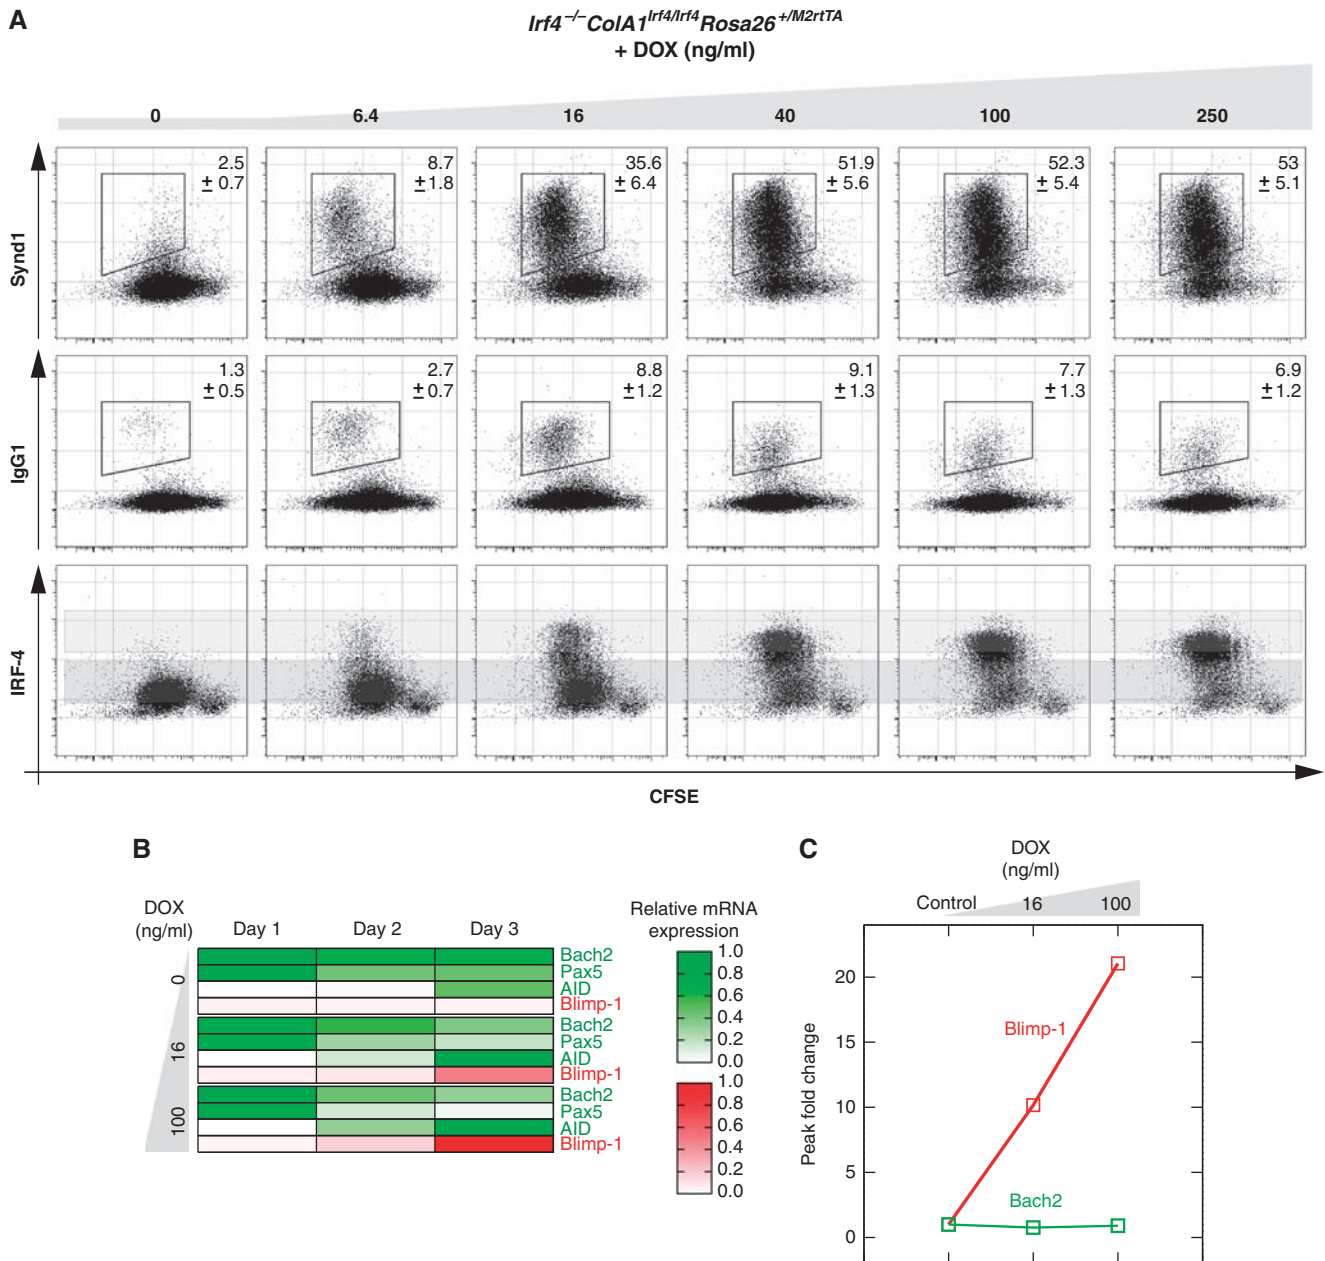 A
Irf4−/−ColA1Irf4/Irf4Rosa26+/M2rtTA
+ DOX (ng/ml)
0 6.4 16 40 100 250
Synd1
2.5 ± 0.7
8.7 ± 1.8
35.6 ± 6.4
51.9 ± 5.6
52.3 ± 5.4
53 ± 5.1
IgG1
1.3 ± 0.5
2.7 ± 0.7
8.8 ± 1.2
9.1 ± 1.3
7.7 ± 1.3
6.9 ± 1.2
IRF-4
CFSE
B
DOX
(ng/ml)
Day 1 Day 2 Day 3
0
Bach2
Pax5
AID
Blimp-1
16
Bach2
Pax5
AID
Blimp-1
100
Bach2
Pax5
AID
Blimp-1
Relative mRNA
expression
1.0
0.8
0.6
0.4
0.2
0.0
1.0
0.8
0.6
0.4
0.2
0.0
C
DOX
(ng/ml)
Control 16 100
Peak fold change
20
15
10
5
0
Blimp-1
Bach2